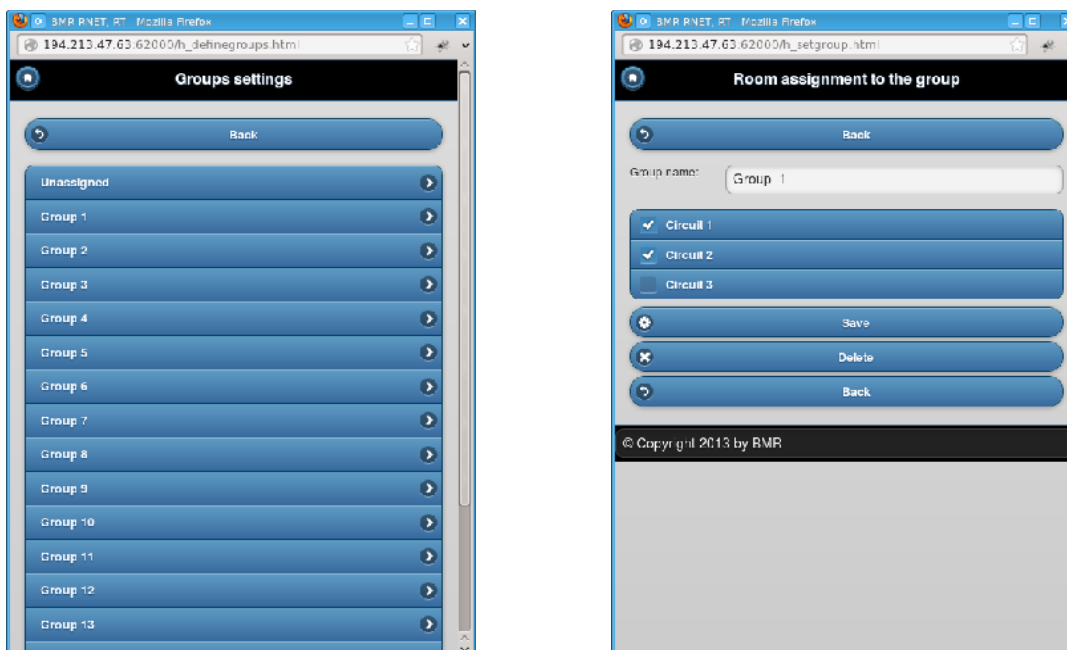 BMR RNET, RT Mozilla Firefox
194.213.47.63:62000/h_definegroups.html
Groups settings
Back
Unassigned
Group 1
Group 2
Group 3
Group 4
Group 5
Group 6
Group 7
Group 8
Group 9
Group 10
Group 11
Group 12
Group 13
BMR RNET, RT Mozilla Firefox
194.213.47.63:62000/h_setgroup.html
Room assignment to the group
Back
Group name: Group 1
Circuit 1
Circuit 2
Circuit 3
Save
Delete
Back
© Copyright 2013 by BMR